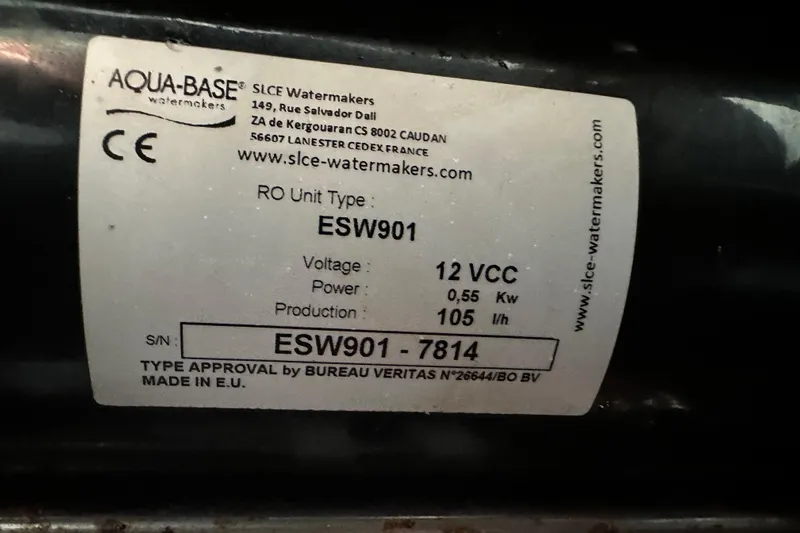 AQUA-BASE®
watermakers
SLCE Watermakers
149, Rue Salvador Dali
ZA de Kergouaran CS 8002 CAUDAN
56607 LANESTER CEDEX FRANCE
www.slce-watermakers.com
CE
RO Unit Type :
ESW901
Voltage : 12 VCC
Power : 0,55 Kw
Production : 105 l/h
S/N : ESW901 - 7814
TYPE APPROVAL by BUREAU VERITAS N°26644/BO BV
MADE IN E.U.
www.slce-watermakers.com